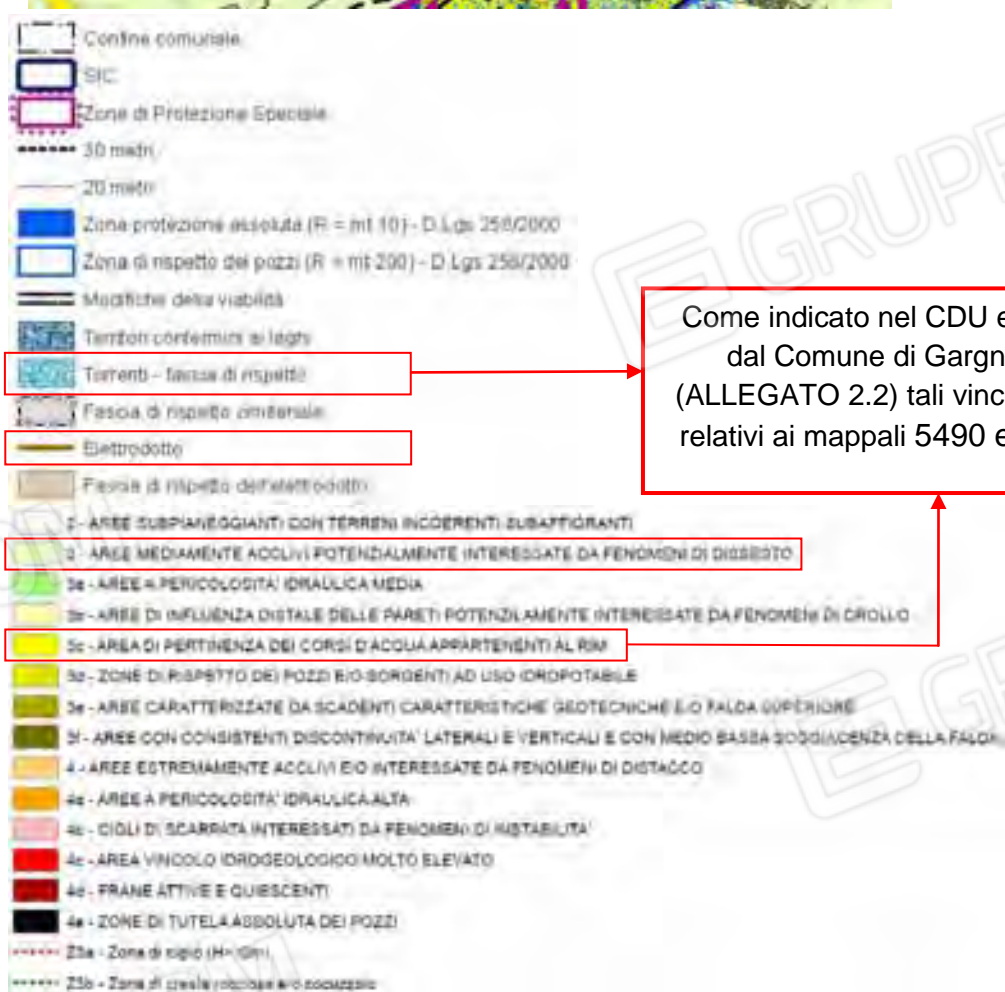 Confine comunale
SIC
Zone di Protezione Speciale
30 metri
20 metri
Zona protezione assoluta (R = mt 10) - D.Lgs 258/2000
Zona di rispetto dei pozzi (R = mt 200) - D.Lgs 258/2000
Modifiche della viabilità
Territori contermini ai laghi
Torrenti - fascia di rispetto
Fascia di rispetto cimiteriale
Elettrodotto
Fascia di rispetto dell'elettrodotto
Come indicato nel CDU e
dal Comune di Gargn
(ALLEGATO 2.2) tali vinc
relativi ai mappali 5490 e
2 - AREE SUBPIANEGGIANTI CON TERRENI INCOERENTI SUBAFFIORANTI
3 - AREE MEDIAMENTE ACCLIVI POTENZIALMENTE INTERESSATE DA FENOMENI DI DISSESTO
3a - AREE A PERICOLOSITA' IDRAULICA MEDIA
3b - AREE DI INFLUENZA DISTALE DELLE PARETI POTENZILAMENTE INTERESSATE DA FENOMENI DI CROLLO
3c - AREA DI PERTINENZA DEI CORSI D'ACQUA APPARTENENTI AL RIM
3d - ZONE DI RISPETTO DEI POZZI E/O SORGENTI AD USO IDROPOTABILE
3e - AREE CARATTERIZZATE DA SCADENTI CARATTERISTICHE GEOTECNICHE E/O FALDA SUPERIORE
3f - AREE CON CONSISTENTI DISCONTINUITA' LATERALI E VERTICALI E CON MEDIO BASSA SOGGIACENZA DELLA FALDA
4 - AREE ESTREMAMENTE ACCLIVI E/O INTERESSATE DA FENOMENI DI DISTACCO
4a - AREE A PERICOLOSITA' IDRAULICA ALTA
4b - CIGLI DI SCARPATA INTERESSATI DA FENOMENI DI INSTABILITA'
4c - AREA VINCOLO IDROGEOLOGICO MOLTO ELEVATO
4d - FRANE ATTIVE E QUIESCENTI
4e - ZONE DI TUTELA ASSOLUTA DEI POZZI
Z3a - Zona di ciglio
Z3b - Zona di cresta rocciosa e/o cocuzzolo